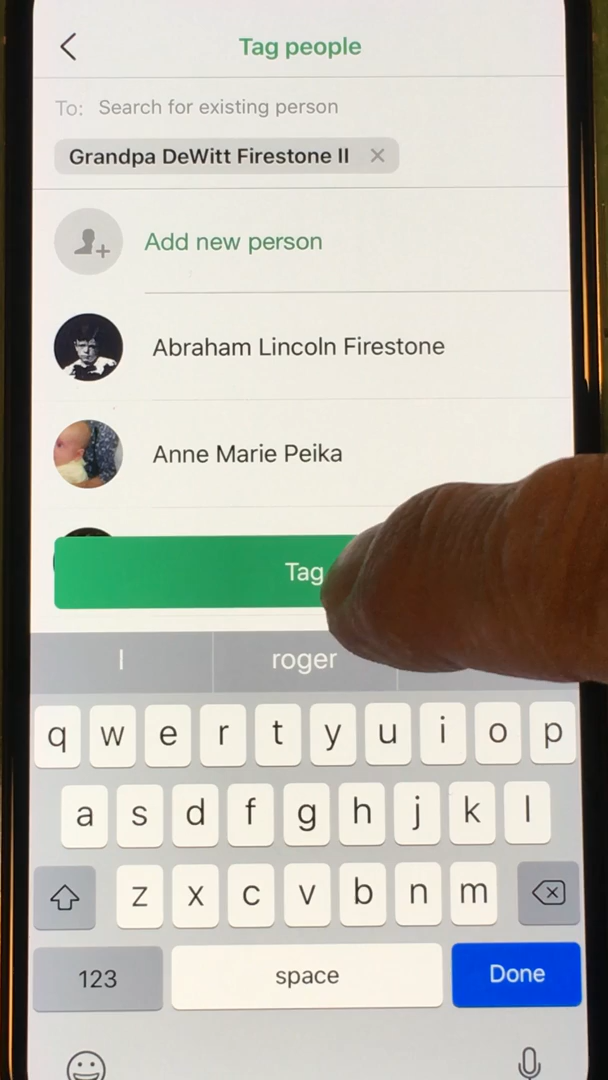 Tag people
To: Search for existing person
Grandpa DeWitt Firestone II
Add new person
Abraham Lincoln Firestone
Anne Marie Peika
Tag
I roger
q w e r t y u i o p
a s d f g h j k l
z x c v b n m
123 space Done